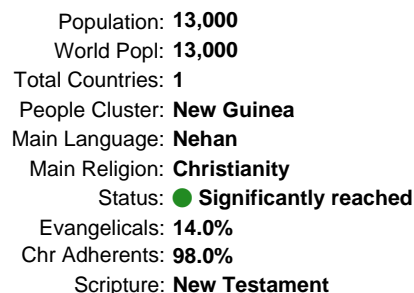 Population: 13,000
World Popl: 13,000
Total Countries: 1
People Cluster: New Guinea
Main Language: Nehan
Main Religion: Christianity
Status: Significantly reached
Evangelicals: 14.0%
Chr Adherents: 98.0%
Scripture: New Testament